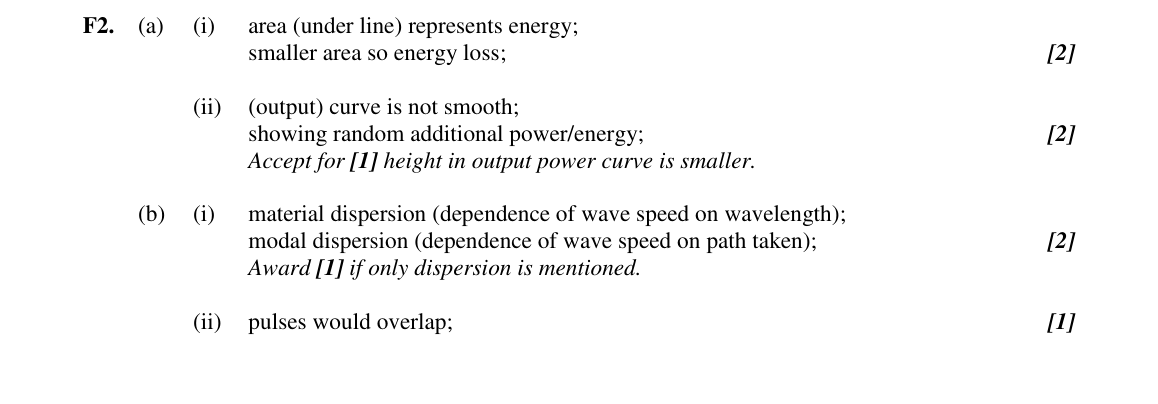 F2. (a) (i) area (under line) represents energy;
smaller area so energy loss; [2]
(ii) (output) curve is not smooth;
showing random additional power/energy; [2]
Accept for [1] height in output power curve is smaller.
(b) (i) material dispersion (dependence of wave speed on wavelength);
modal dispersion (dependence of wave speed on path taken); [2]
Award [1] if only dispersion is mentioned.
(ii) pulses would overlap; [1]